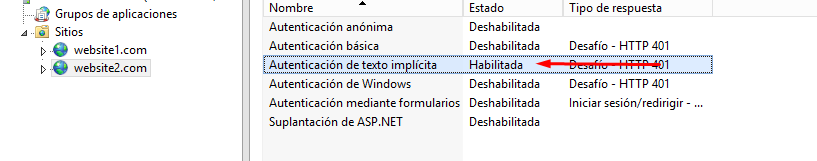 Grupos de aplicaciones
Sitios
website1.com
website2.com
Nombre Estado Tipo de respuesta
Autenticación anónima Deshabilitada
Autenticación básica Deshabilitada Desafío - HTTP 401
Autenticación de texto implícita Habilitada Desafío - HTTP 401
Autenticación de Windows Deshabilitada Desafío - HTTP 401
Autenticación mediante formularios Deshabilitada Iniciar sesión/redirigir - ...
Suplantación de ASP.NET Deshabilitada